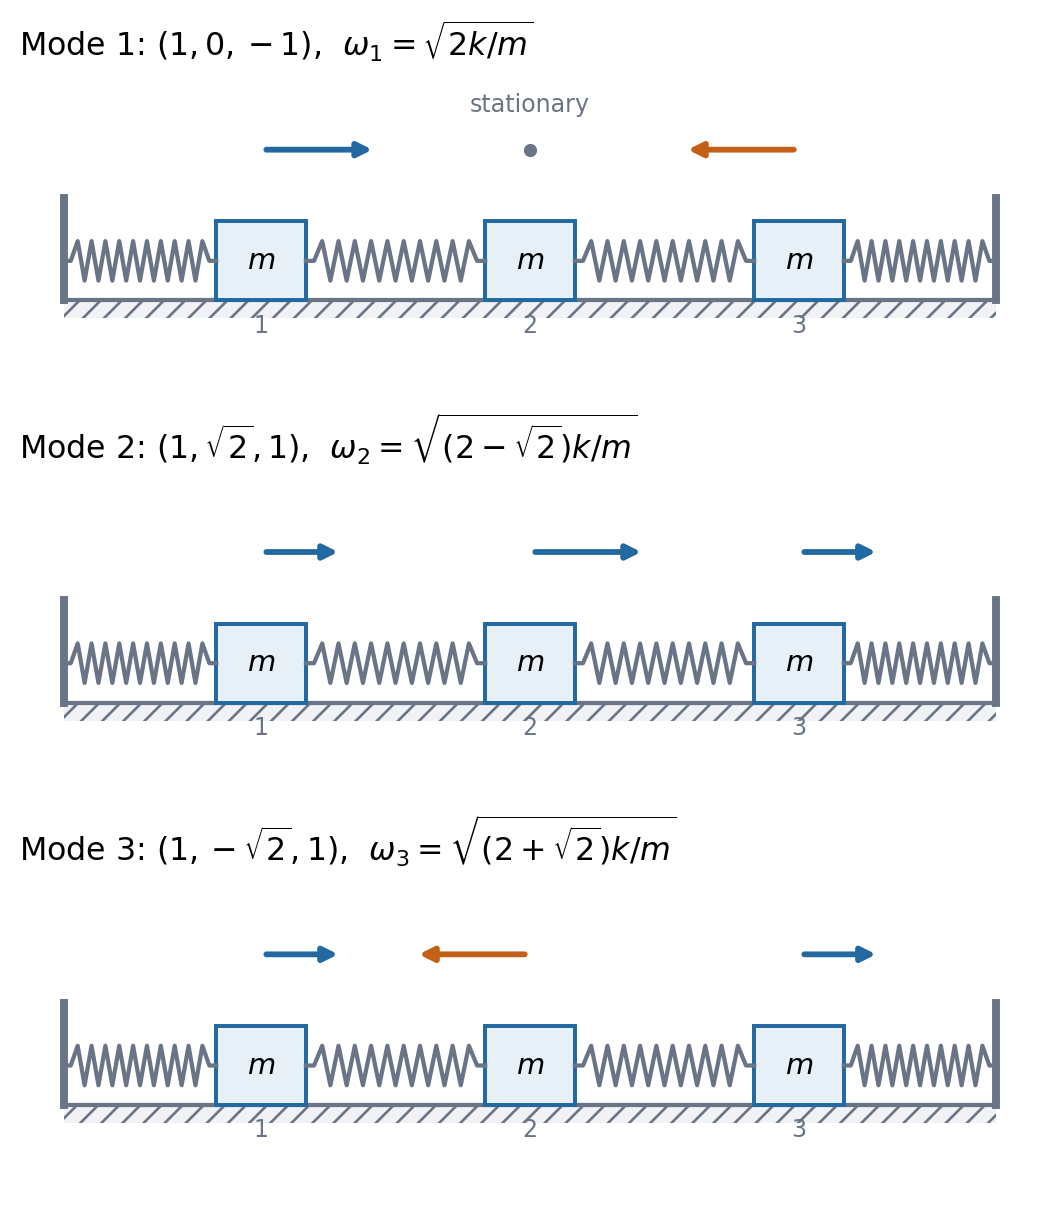 Mode 1: (1, 0, −1), ω₁ = √(2k/m)
stationary
m m m
1 2 3
Mode 2: (1, √2, 1), ω₂ = √((2 − √2)k/m)
m m m
1 2 3
Mode 3: (1, −√2, 1), ω₃ = √((2 + √2)k/m)
m m m
1 2 3